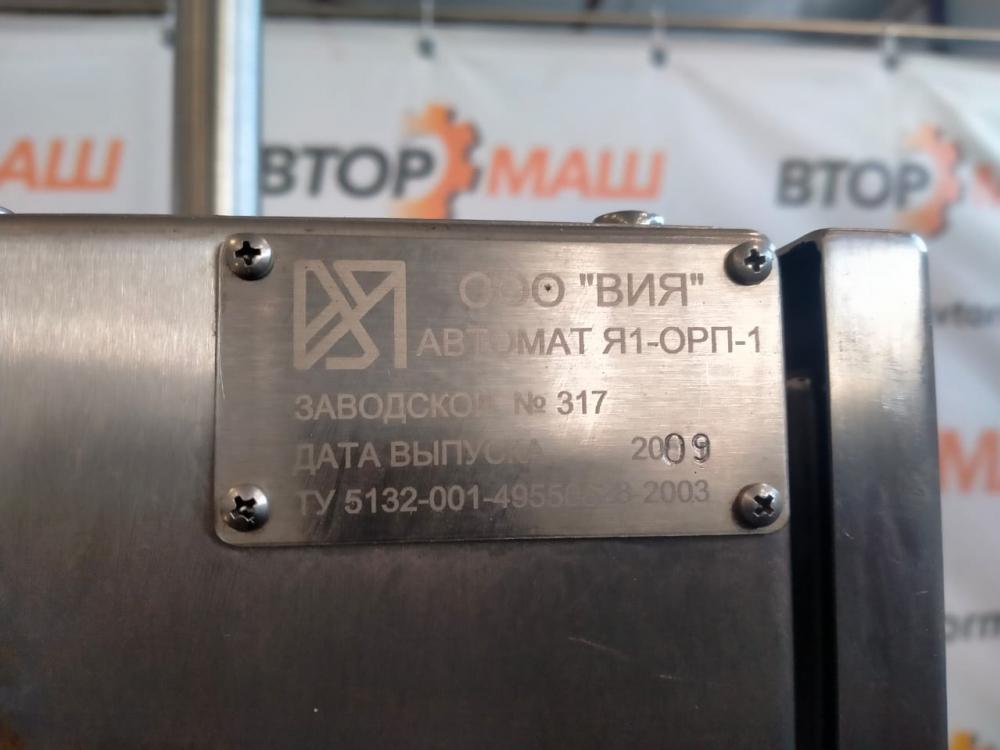 АШ
ВТОР МАШ
ВТОР
ООО "ВИЯ"
АВТОМАТ Я1-ОРП-1
ЗАВОДСКОЙ № 317
ДАТА ВЫПУСКА 2009
ТУ 5132-001- -2003